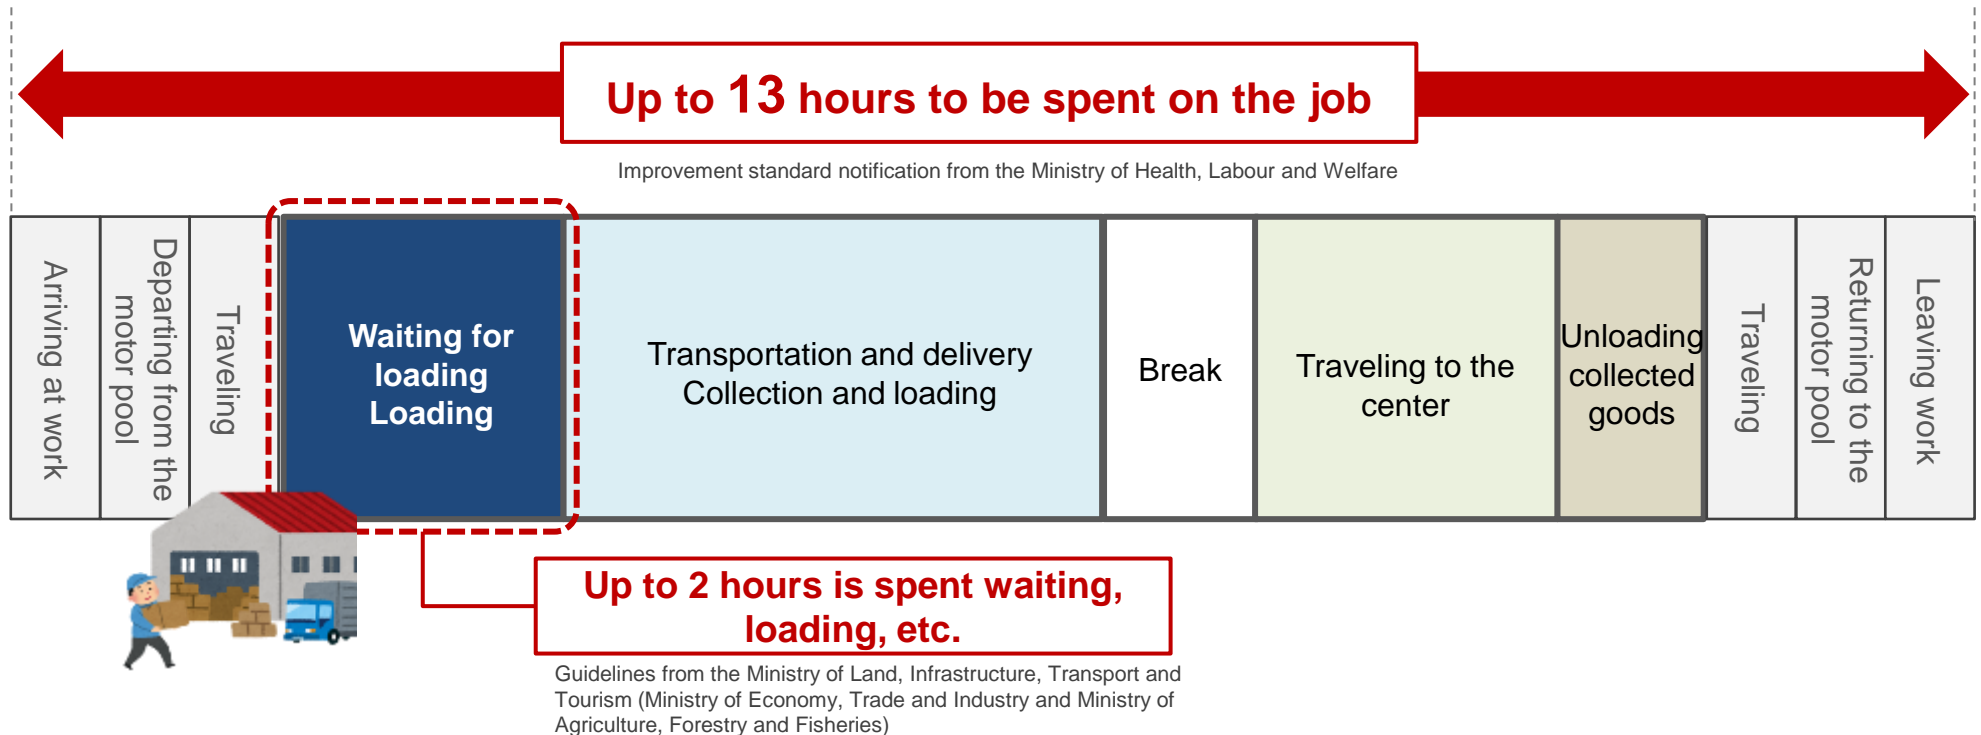 Up to 13 hours to be spent on the job
Improvement standard notification from the Ministry of Health, Labour and Welfare
Arriving at work
Departing from the
motor pool
Traveling
Waiting for
loading
Loading
Transportation and delivery
Collection and loading
Break
Traveling to the
center
Unloading
collected
goods
Traveling
Returning to the
motor pool
Leaving work
Up to 2 hours is spent waiting,
loading, etc.
Guidelines from the Ministry of Land, Infrastructure, Transport and
Tourism (Ministry of Economy, Trade and Industry and Ministry of
Agriculture, Forestry and Fisheries)